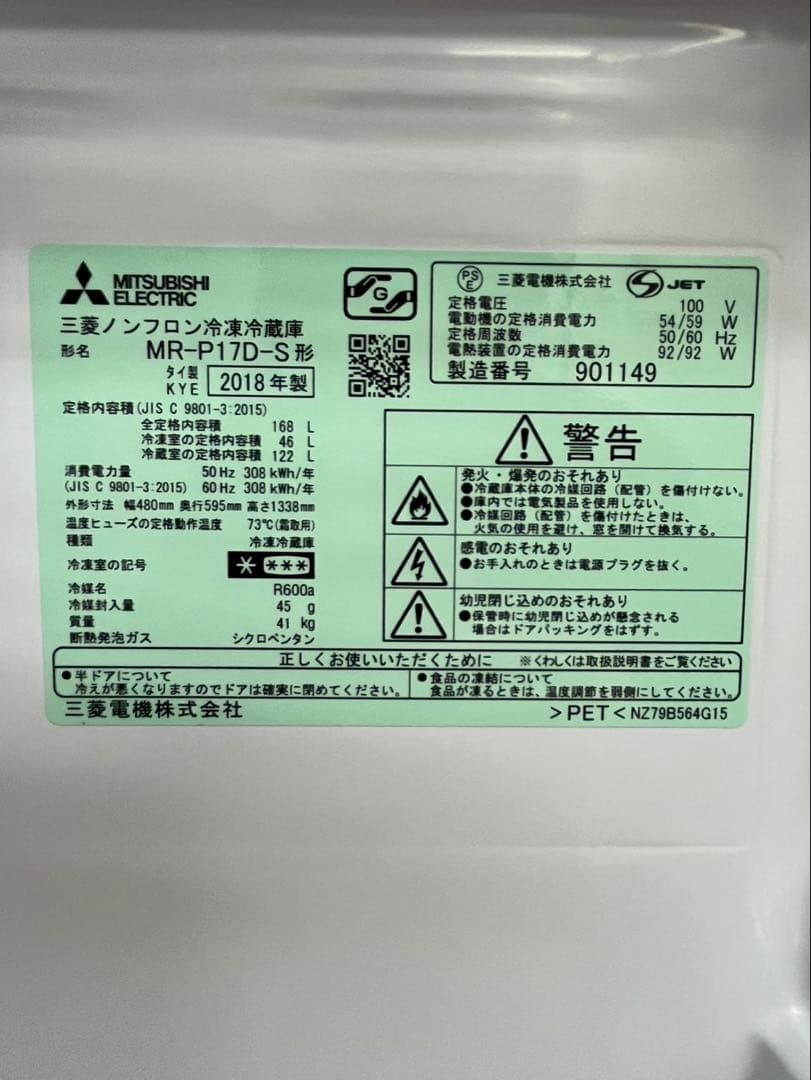 MITSUBISHI
ELECTRIC
三菱ノンフロン冷凍冷蔵庫
形名 MR-P17D-S形
タイ製
KYE 2018年製
G
定格内容積(JIS C 9801-3:2015)
全定格内容積 168 L
冷凍室の定格内容積 46 L
冷蔵室の定格内容積 122 L
消費電力量 50Hz 308 kWh/年
(JIS C 9801-3:2015) 60Hz 308 kWh/年
外形寸法 幅480mm 奥行595mm 高さ1338mm
温度ヒューズの定格動作温度 73℃(霜取用)
種類 冷凍冷蔵庫
冷凍室の記号 * ***
冷媒名 R600a
冷媒封入量 45 g
質量 41 kg
断熱発泡ガス シクロペンタン
PS
E 三菱電機株式会社 S JET
定格電圧 100 V
電動機の定格消費電力 54/59 W
定格周波数 50/60 Hz
電熱装置の定格消費電力 92/92 W
製造番号 901149
警告
発火・爆発のおそれあり
●冷蔵庫本体の冷媒回路(配管)を傷付けない。
●庫内では電気製品を使用しない。
●冷媒回路(配管)を傷付けたときは、
火気の使用を避け、窓を開けて換気する。
感電のおそれあり
●お手入れのときは電源プラグを抜く。
幼児閉じ込めのおそれあり
●保管時に幼児閉じ込めが懸念される
場合はドアパッキングをはずす。
正しくお使いいただくために ※くわしくは取扱説明書をご覧ください
●半ドアについて
冷えが悪くなりますのでドアは確実に閉めてください。
●食品の凍結について
食品が凍るときは、温度調節を弱側にしてください。
三菱電機株式会社 >PET< NZ79B564G15